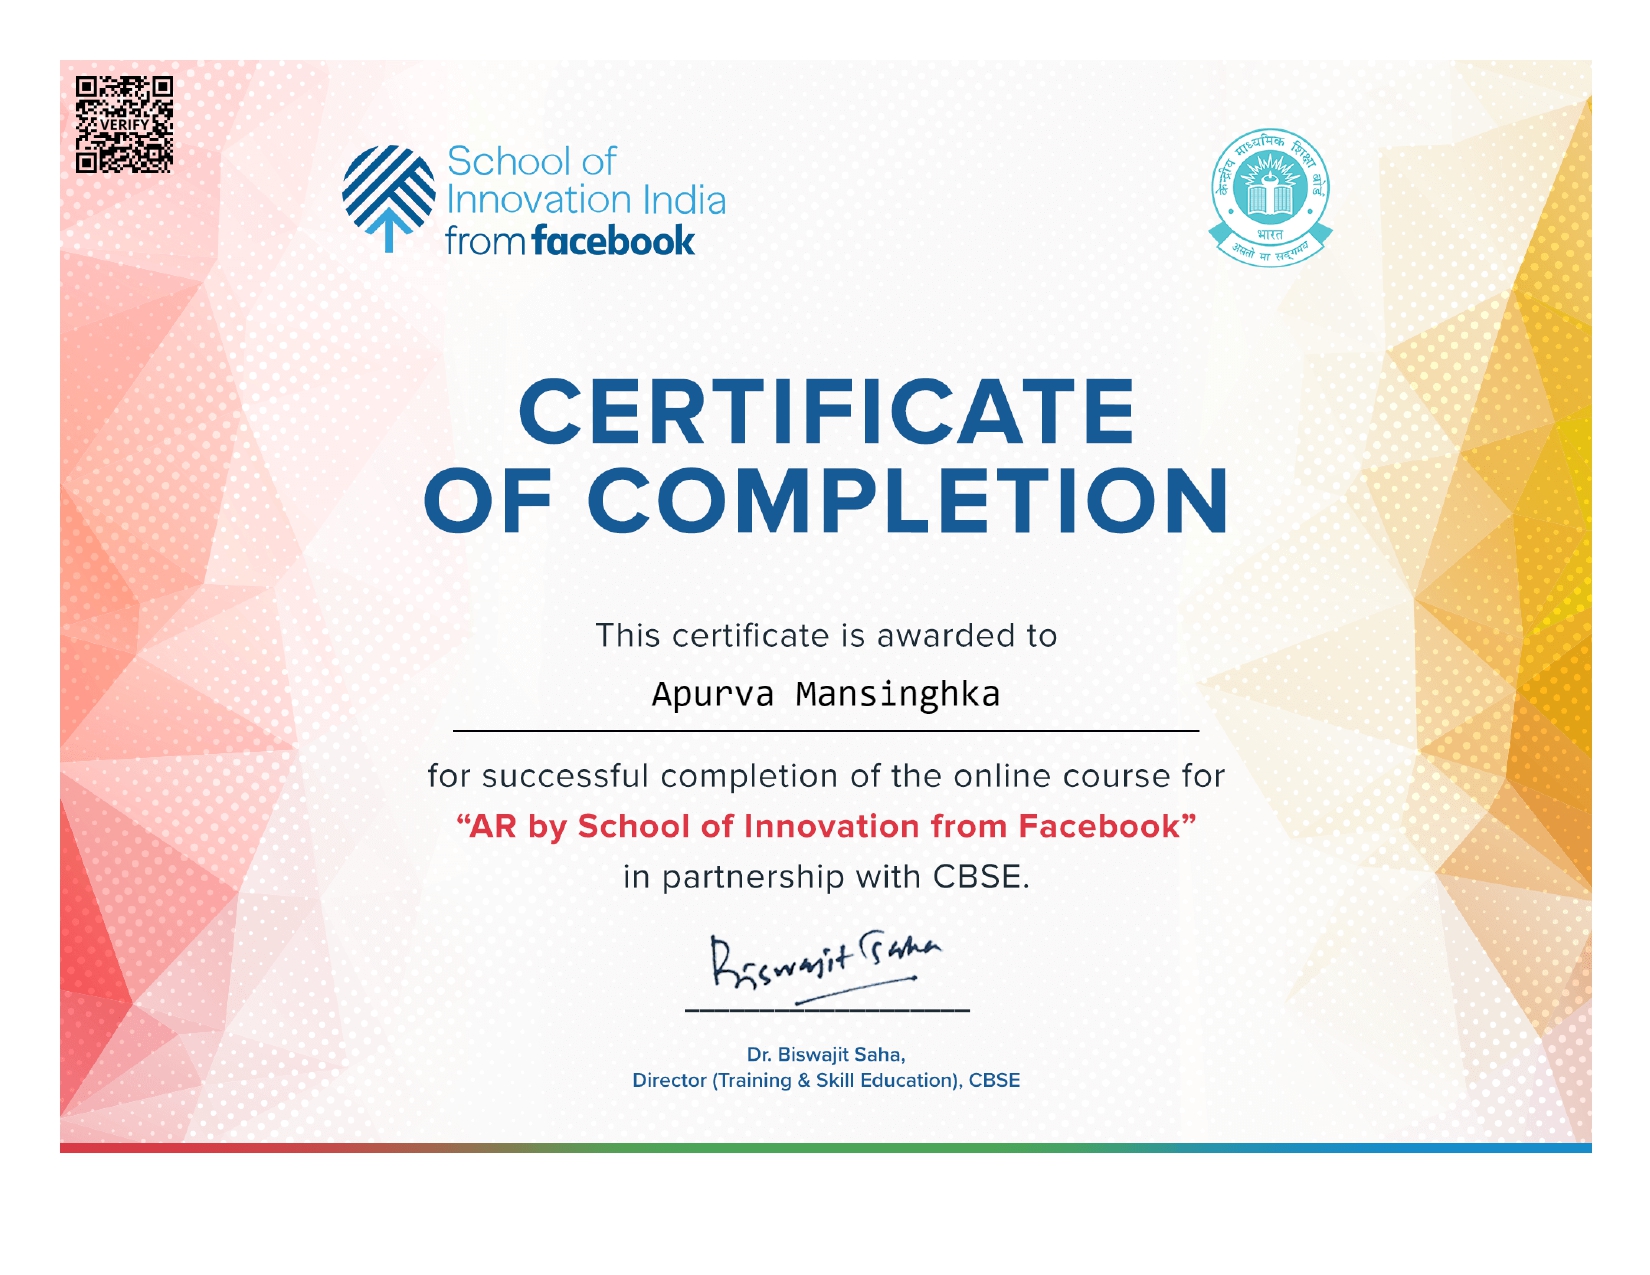 VERIFY
School of
Innovation India
from facebook
केन्द्रीय माध्यमिक शिक्षा बोर्ड
भारत
असतो मा सद्गमय
CERTIFICATE
OF COMPLETION
This certificate is awarded to
Apurva Mansinghka
for successful completion of the online course for
“AR by School of Innovation from Facebook”
in partnership with CBSE.
Biswajit Saha
Dr. Biswajit Saha,
Director (Training & Skill Education), CBSE